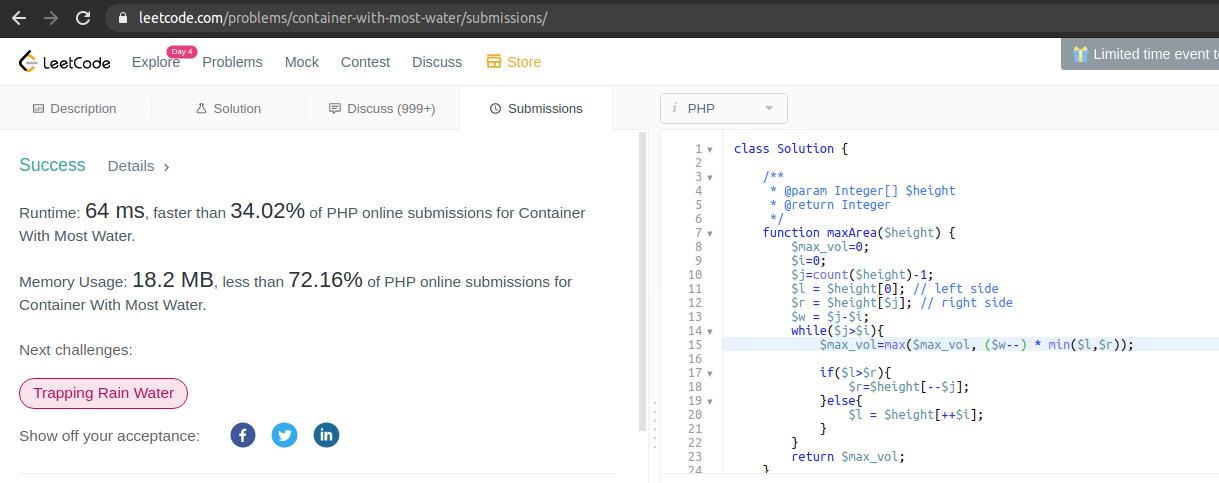 leetcode.com/problems/container-with-most-water/submissions/
LeetCode Explore Day 4 Problems Mock Contest Discuss Store
Limited time event t
Description Solution Discuss (999+) Submissions
i PHP
Success Details >
Runtime: 64 ms, faster than 34.02% of PHP online submissions for Container
With Most Water.
Memory Usage: 18.2 MB, less than 72.16% of PHP online submissions for
Container With Most Water.
Next challenges:
Trapping Rain Water
Show off your acceptance:
1 class Solution {
2
3     /**
4      * @param Integer[] $height
5      * @return Integer
6      */
7     function maxArea($height) {
8         $max_vol=0;
9         $i=0;
10         $j=count($height)-1;
11         $l = $height[0]; // left side
12         $r = $height[$j]; // right side
13         $w = $j-$i;
14         while($j>$i){
15             $max_vol=max($max_vol, ($w--) * min($l,$r));
16
17             if($l>$r){
18                 $r=$height[--$j];
19             }else{
20                 $l = $height[++$i];
21             }
22         }
23         return $max_vol;
24     }